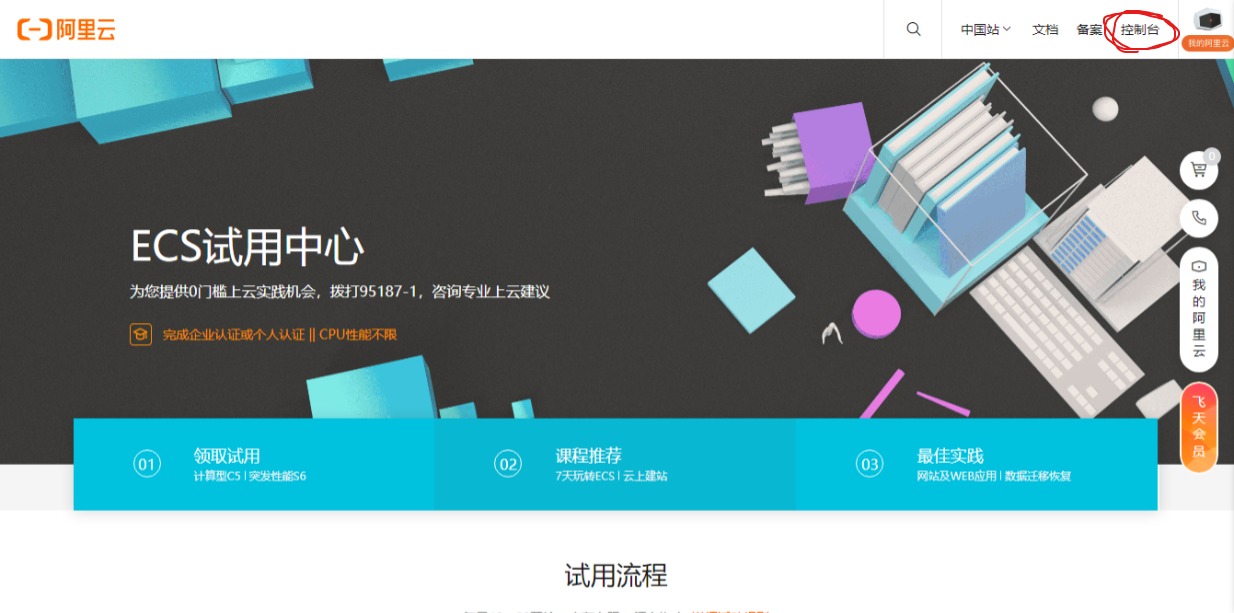 阿里云
中国站 文档 备案 控制台
我的阿里云
0
ECS试用中心
为您提供0门槛上云实践机会，拨打95187-1，咨询专业上云建议
完成企业认证或个人认证 || CPU性能不限
我的阿里云
飞天会员
01 领取试用
计算型C5 | 突发性能S6
02 课程推荐
7天玩转ECS | 云上建站
03 最佳实践
网站及WEB应用 | 数据迁移恢复
试用流程